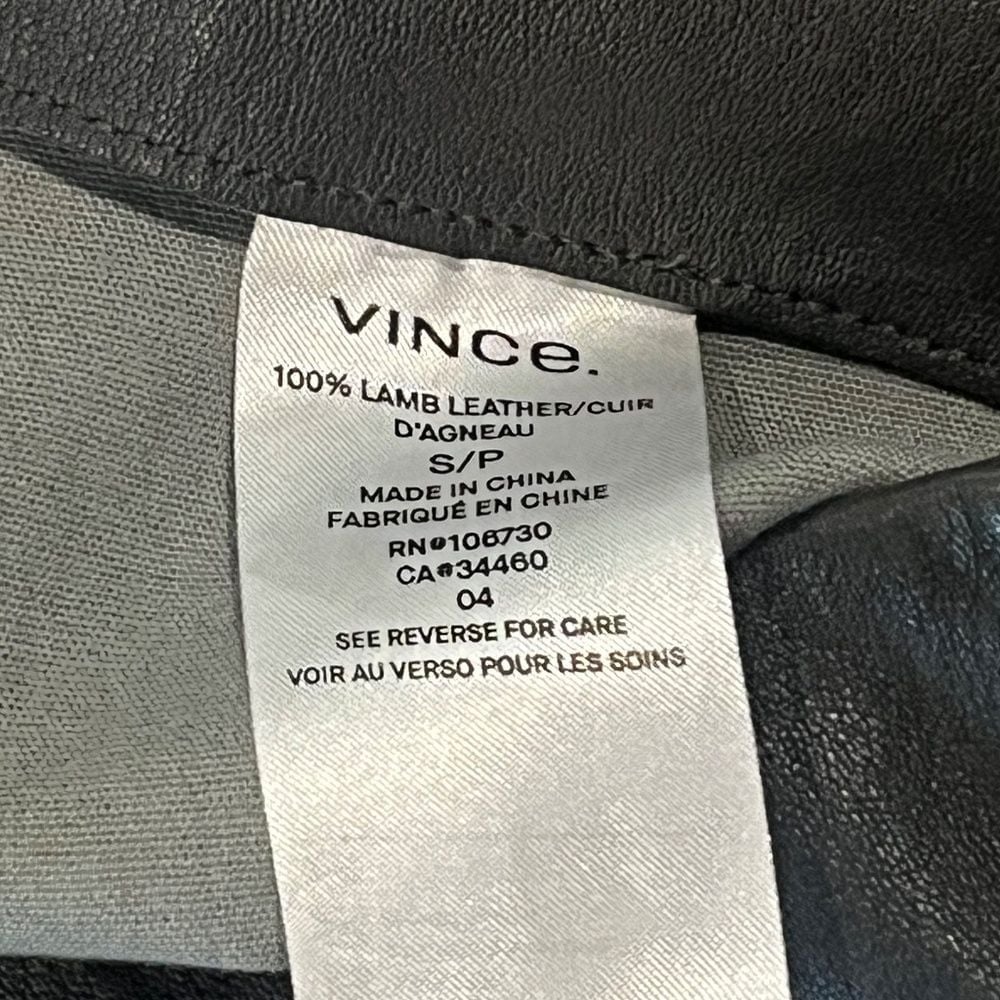 VINCe.
100% LAMB LEATHER/CUIR
D'AGNEAU
S/P
MADE IN CHINA
FABRIQUÉ EN CHINE
RN#106730
CA#34460
04
SEE REVERSE FOR CARE
VOIR AU VERSO POUR LES SOINS